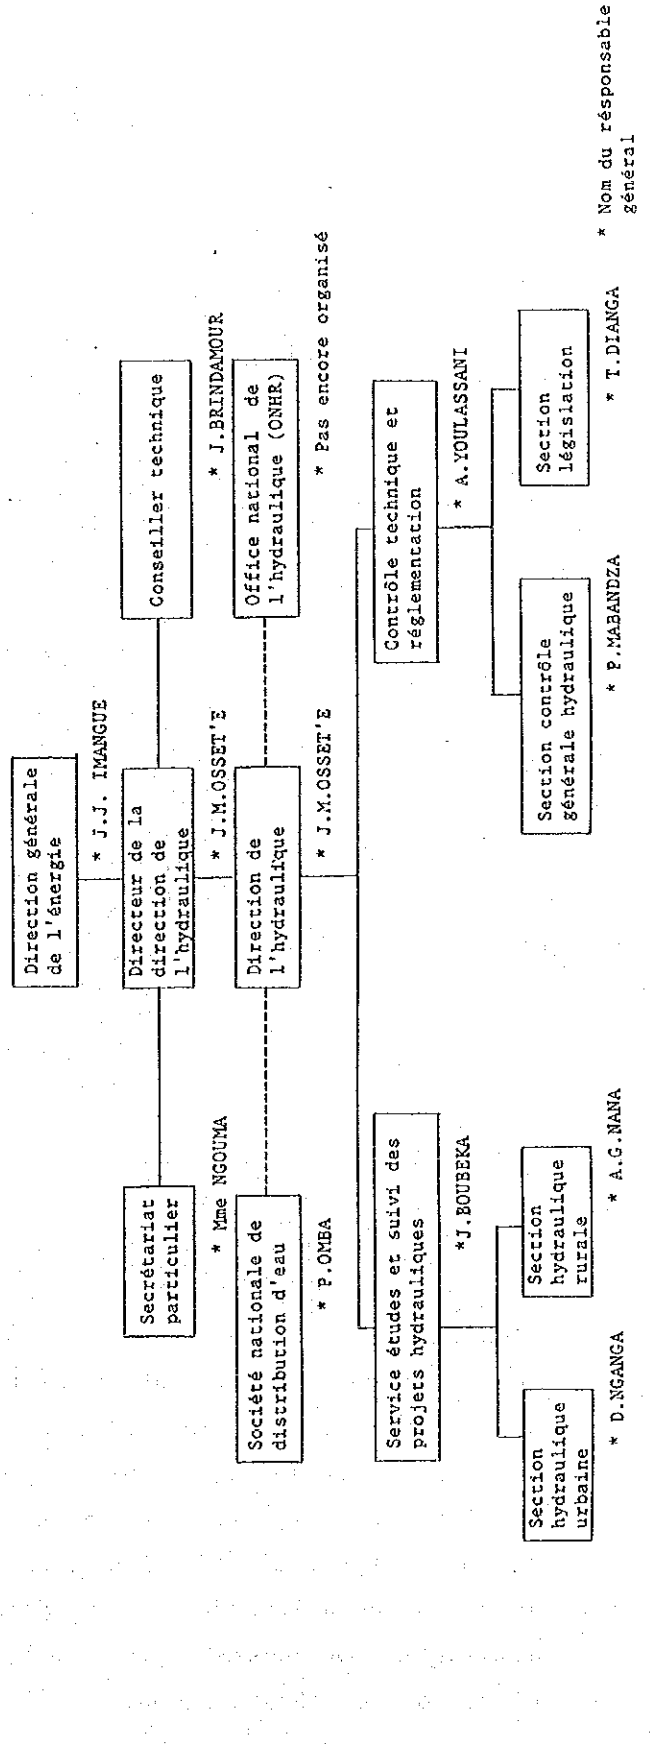 Direction générale
de l'énergie
* J.J. IMANGUE
Secrétariat
particulier
* Mme NGOUMA
Directeur de la
direction de
l'hydraulique
* J.M.OSSET'E
Conseiller technique
* J.BRINDAMOUR
Société nationale de
distribution d'eau
* P.OMBA
Direction de
l'hydraulique
* J.M.OSSET'E
Office national de
l'hydraulique (ONHR)
* Pas encore organisé
Service études et suivi des
projets hydrauliques
*J.BOUBEKA
Contrôle technique et
réglementation
* A.YOULASSANI
Section
hydraulique
urbaine
* D.NGANGA
Section
hydraulique
rurale
* A.G.NANA
Section contrôle
générale hydraulique
* P.MABANDZA
Section
législation
* T.DIANGA
* Nom du résponsable
général